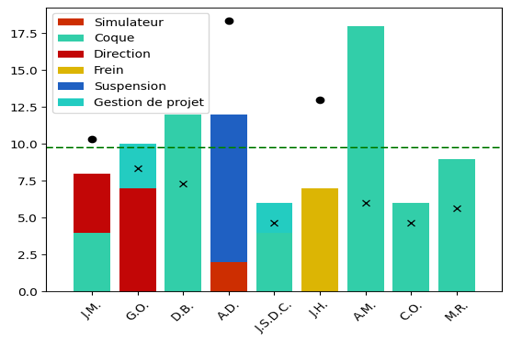 Simulateur
Coque
Direction
Frein
Suspension
Gestion de projet
17.5
15.0
12.5
10.0
7.5
5.0
2.5
0.0
J.M.
G.O.
D.B.
A.D.
J.S.D.C.
J.H.
A.M.
C.O.
M.R.